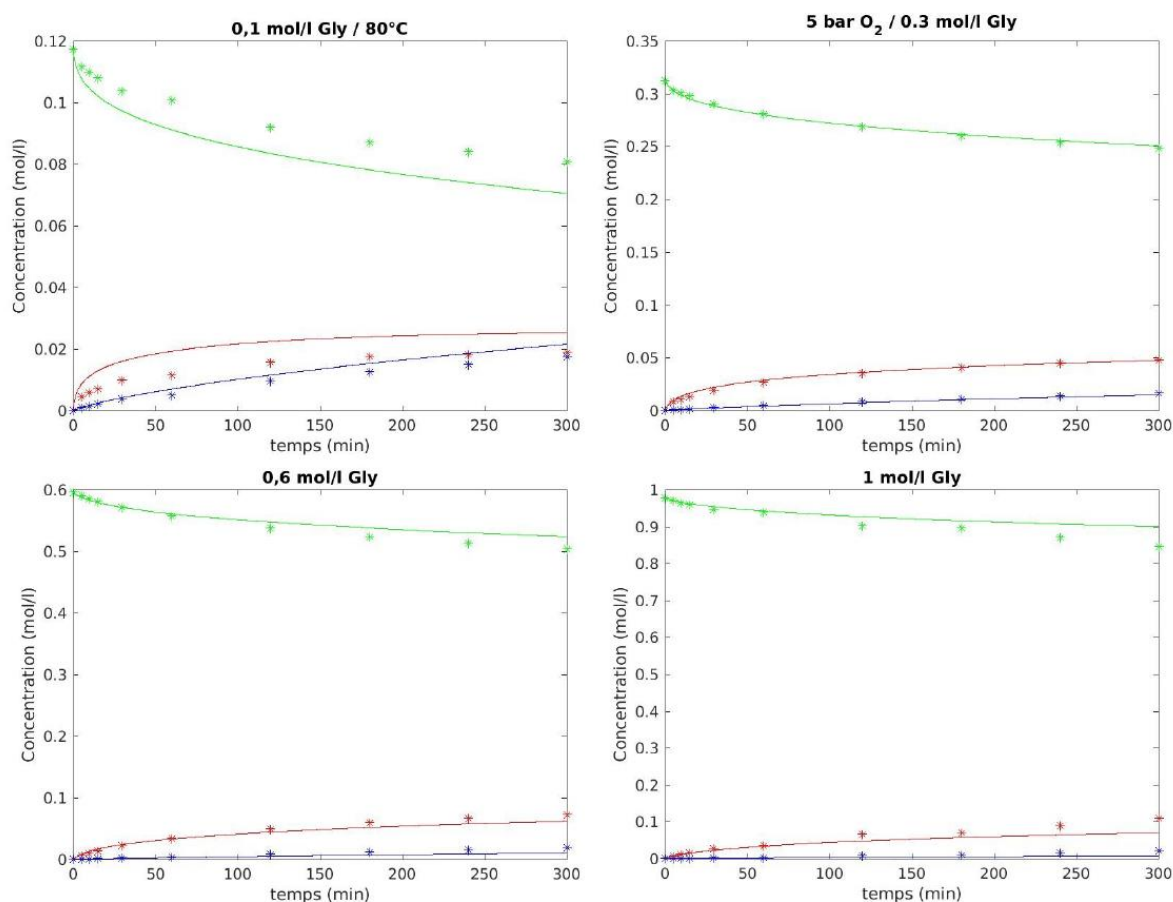 0,1 mol/l Gly / 80°C
Concentration (mol/l)
0.12
0.1
0.08
0.06
0.04
0.02
0
0 50 100 150 200 250 300
temps (min)
5 bar O2 / 0.3 mol/l Gly
Concentration (mol/l)
0.35
0.3
0.25
0.2
0.15
0.1
0.05
0
0 50 100 150 200 250 300
temps (min)
0,6 mol/l Gly
Concentration (mol/l)
0.6
0.5
0.4
0.3
0.2
0.1
0
0 50 100 150 200 250 300
temps (min)
1 mol/l Gly
Concentration (mol/l)
1
0.9
0.8
0.7
0.6
0.5
0.4
0.3
0.2
0.1
0
0 50 100 150 200 250 300
temps (min)